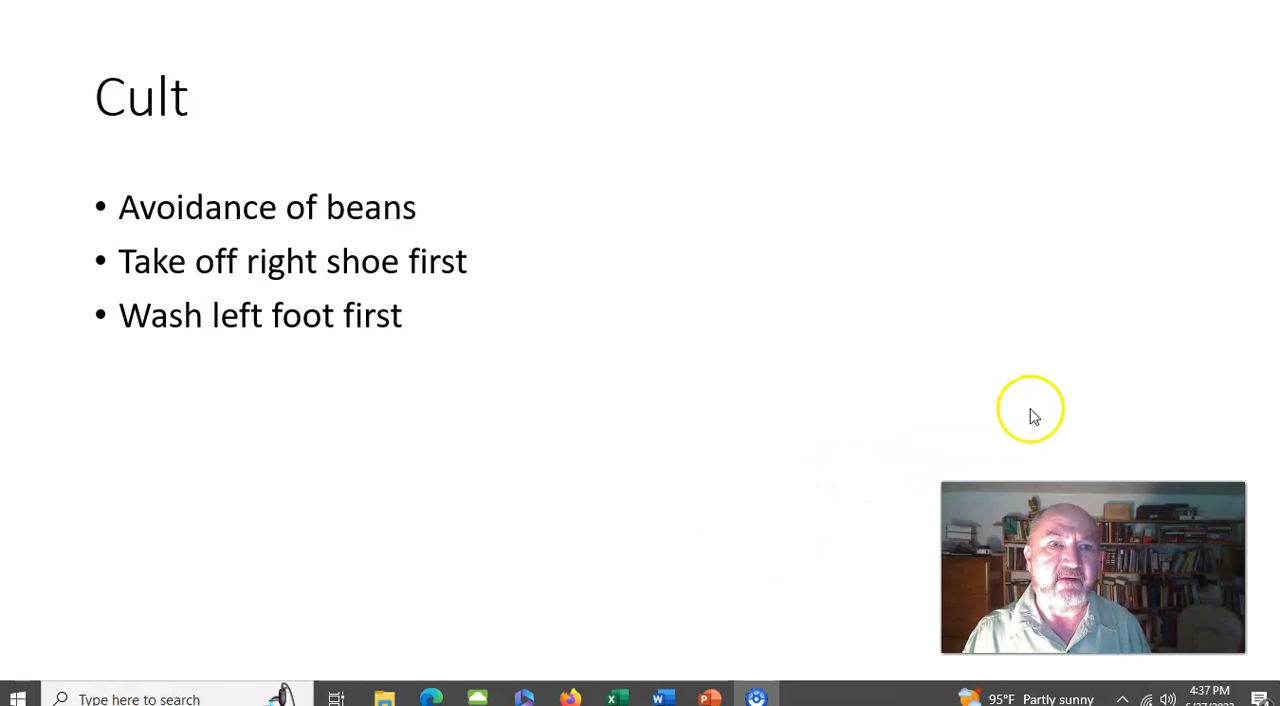 Cult
• Avoidance of beans
• Take off right shoe first
• Wash left foot first
Type here to search
95°F Partly sunny
4:37 PM